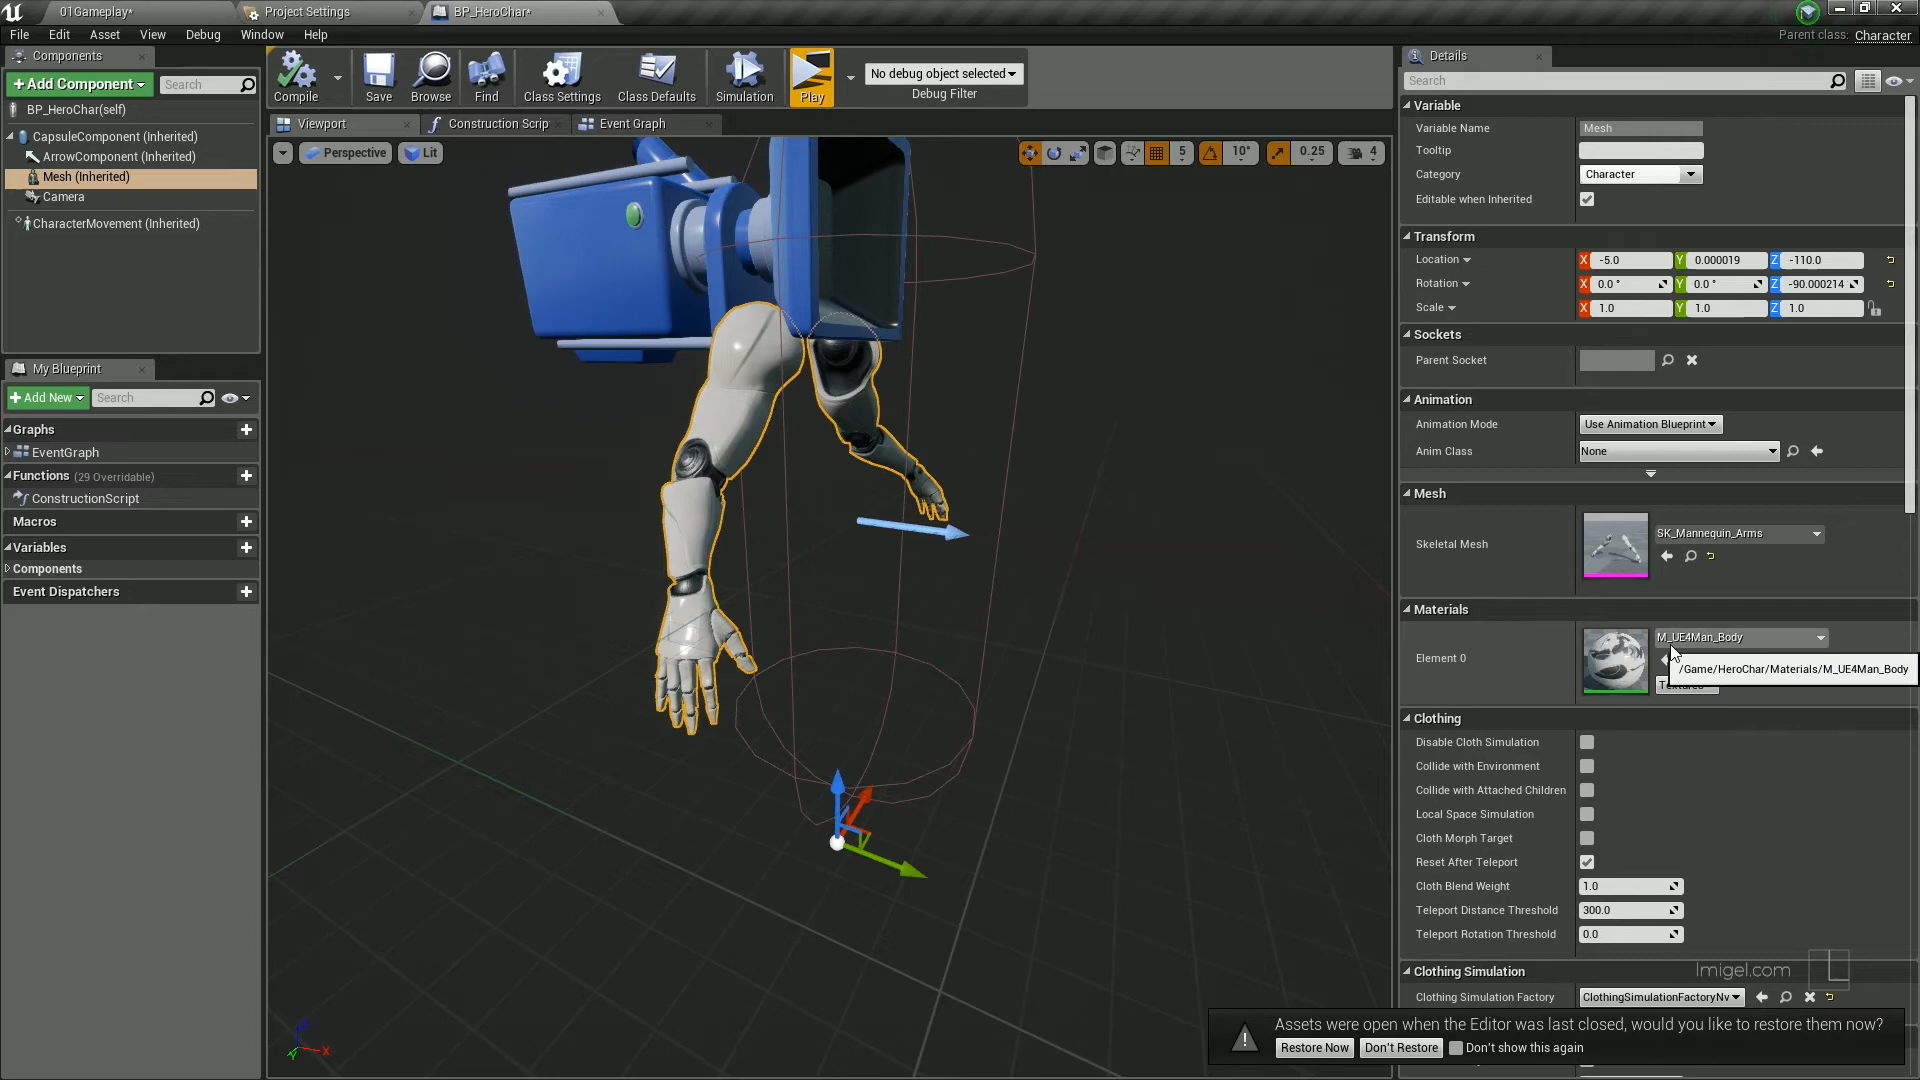 01Gameplay*
Project Settings
BP_HeroChar*
File Edit Asset View Debug Window Help
Parent class: Character
Components
+ Add Component
Search
BP_HeroChar(self)
CapsuleComponent (Inherited)
ArrowComponent (Inherited)
Mesh (Inherited)
Camera
CharacterMovement (Inherited)
My Blueprint
+ Add New
Search
Graphs
EventGraph
Functions (29 Overridable)
ConstructionScript
Macros
Variables
Components
Event Dispatchers
Compile
Save
Browse
Find
Class Settings
Class Defaults
Simulation
Play
No debug object selected
Debug Filter
Viewport
Construction Scrip
Event Graph
Perspective
Lit
5
10°
0.25
4
Z
X
Y
Details
Search
Variable
Variable Name Mesh
Tooltip
Category Character
Editable when Inherited
Transform
Location X -5.0 Y 0.000019 Z -110.0
Rotation X 0.0 ° Y 0.0 ° Z -90.000214
Scale X 1.0 Y 1.0 Z 1.0
Sockets
Parent Socket
Animation
Animation Mode Use Animation Blueprint
Anim Class None
Mesh
Skeletal Mesh SK_Mannequin_Arms
Materials
Element 0 M_UE4Man_Body
/Game/HeroChar/Materials/M_UE4Man_Body
Textures
Clothing
Disable Cloth Simulation
Collide with Environment
Collide with Attached Children
Local Space Simulation
Cloth Morph Target
Reset After Teleport
Cloth Blend Weight 1.0
Teleport Distance Threshold 300.0
Teleport Rotation Threshold 0.0
Clothing Simulation
Clothing Simulation Factory ClothingSimulationFactoryNv
Imigel.com
Assets were open when the Editor was last closed, would you like to restore them now?
Restore Now Don't Restore Don't show this again